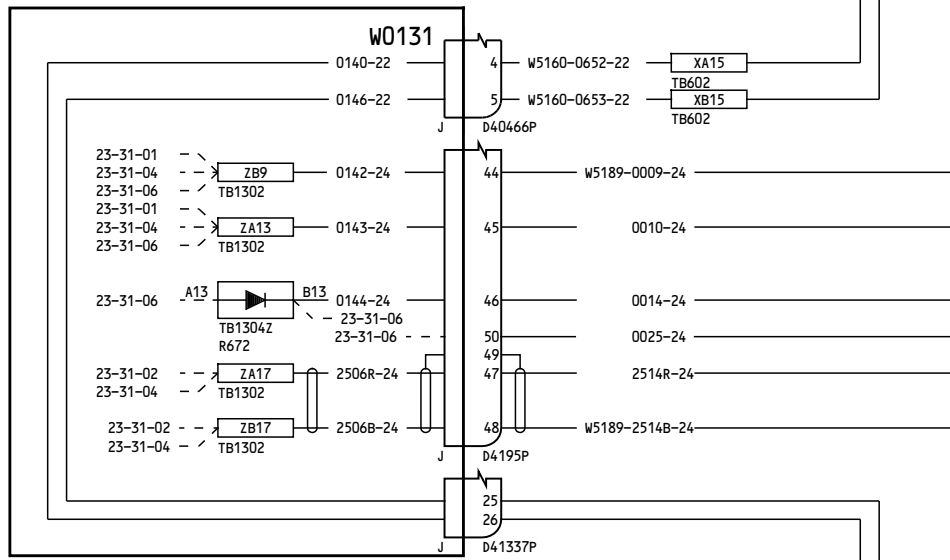 W0131
0140-22 4 W5160-0652-22 XA15
TB602
0146-22 5 W5160-0653-22 XB15
TB602
J D40466P
23-31-01
23-31-04 ZB9 0142-24 44 W5189-0009-24
23-31-06 TB1302
23-31-01
23-31-04 ZA13 0143-24 45 0010-24
23-31-06 TB1302
23-31-06 A13 B13 0144-24 46 0014-24
23-31-06
TB1304Z
23-31-06 50 0025-24
R672
49
23-31-02 ZA17 2506R-24 47 2514R-24
23-31-04 TB1302
23-31-02 ZB17 2506B-24 48 W5189-2514B-24
23-31-04 TB1302
J D4195P
25
26
J D41337P